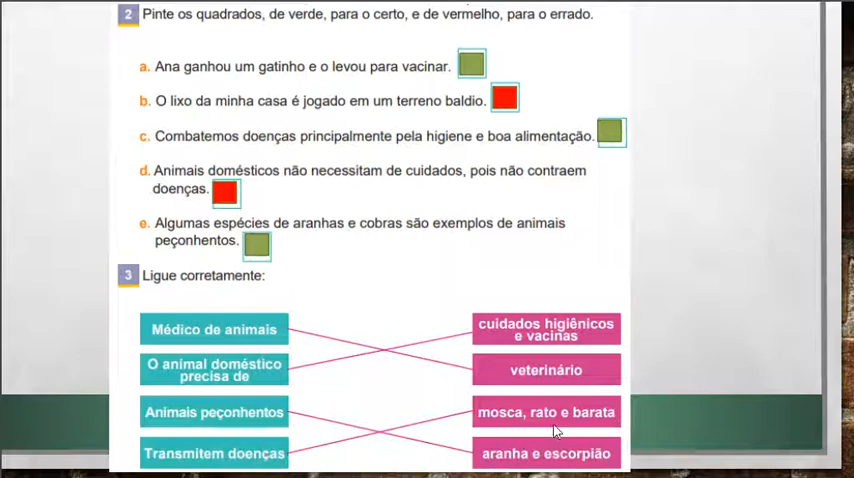 2 Pinte os quadrados, de verde, para o certo, e de vermelho, para o errado.
a. Ana ganhou um gatinho e o levou para vacinar.
b. O lixo da minha casa é jogado em um terreno baldio.
c. Combatemos doenças principalmente pela higiene e boa alimentação.
d. Animais domésticos não necessitam de cuidados, pois não contraem
doenças.
e. Algumas espécies de aranhas e cobras são exemplos de animais
peçonhentos.
3 Ligue corretamente:
Médico de animais
O animal doméstico
precisa de
Animais peçonhentos
Transmitem doenças
cuidados higiênicos
e vacinas
veterinário
mosca, rato e barata
aranha e escorpião